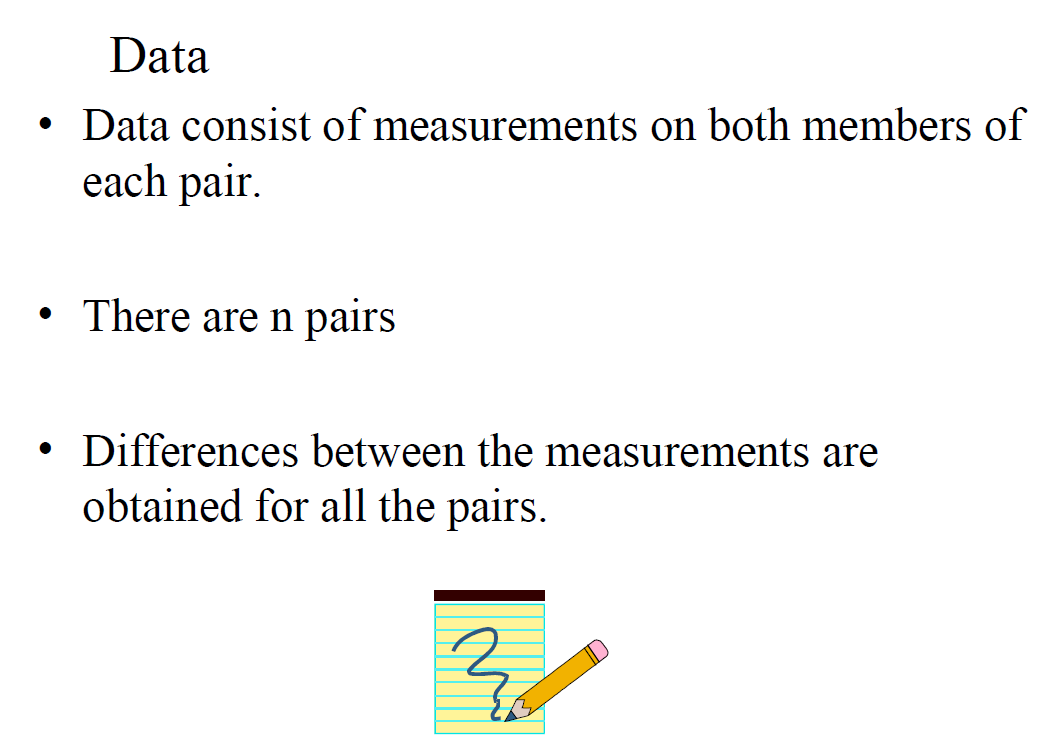 Data
• Data consist of measurements on both members of
each pair.
• There are n pairs
• Differences between the measurements are
obtained for all the pairs.